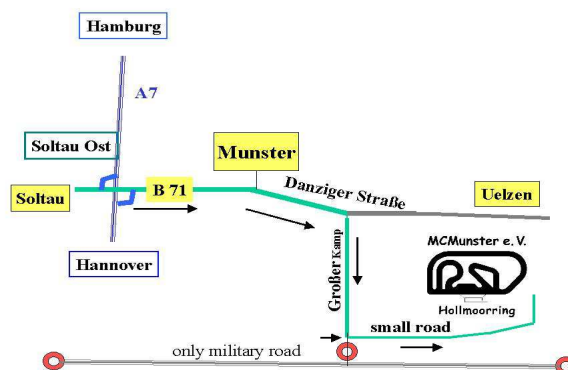 Hamburg
A7
Soltau Ost
Munster
Soltau
B 71
Danziger Straße
Uelzen
Hannover
Großer Kamp
MCMunster e. V.
Hollmoorring
small road
only military road